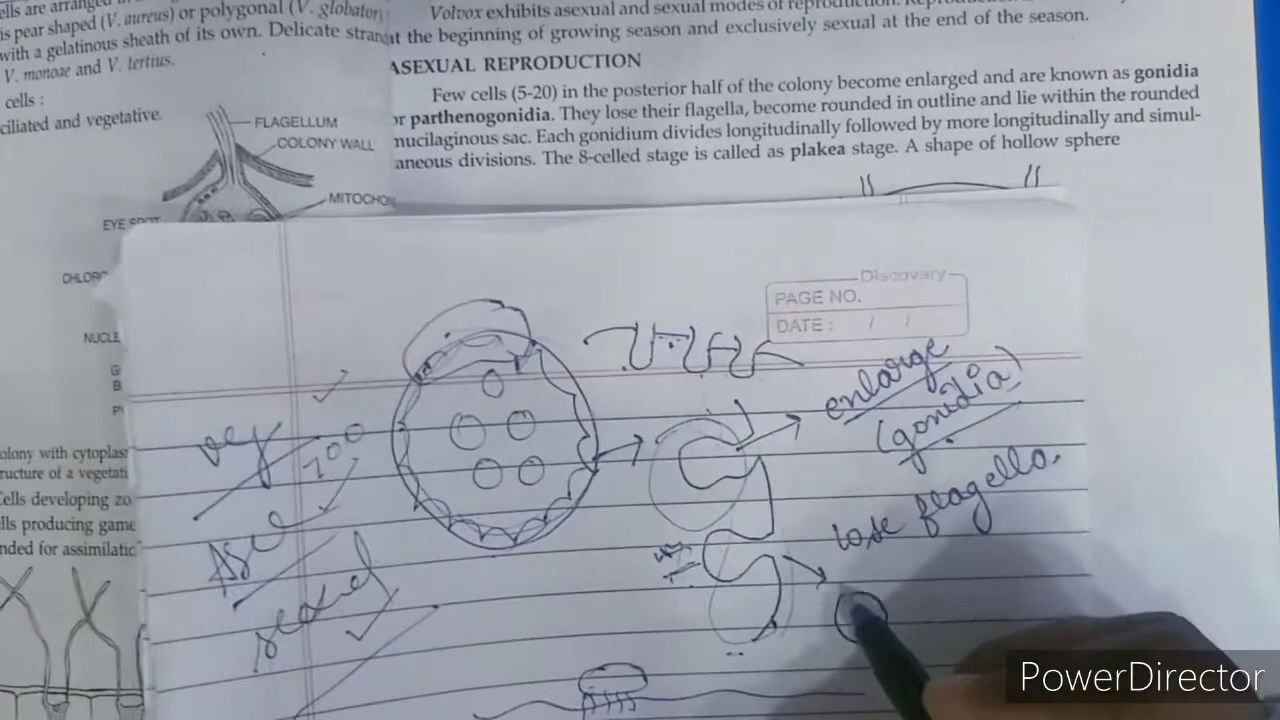 ells are arranged in
is pear shaped (V. aureus) or polygonal (V. globator
with a gelatinous sheath of its own. Delicate stran
V. monoae and V. tertius.
cells :
ciliated and vegetative.
FLAGELLUM
COLONY WALL
MITOCHO
EYE SPOT
CHLORO
NUCLE
G
B
olony with cytoplas
ructure of a vegetati
Cells developing zo
lls producing game
nded for assimilatio
Volvox exhibits asexual and sexual modes of reproduction.
at the beginning of growing season and exclusively sexual at the end of the season.
ASEXUAL REPRODUCTION
Few cells (5-20) in the posterior half of the colony become enlarged and are known as gonidia
or parthenogonidia. They lose their flagella, become rounded in outline and lie within the rounded
mucilaginous sac. Each gonidium divides longitudinally followed by more longitudinally and simul-
aneous divisions. The 8-celled stage is called as plakea stage. A shape of hollow sphere
Discovary
PAGE NO.
DATE : / /
veg
Ase
sexuel
enlarge
(gonidia)
lose flagella.
PowerDirector